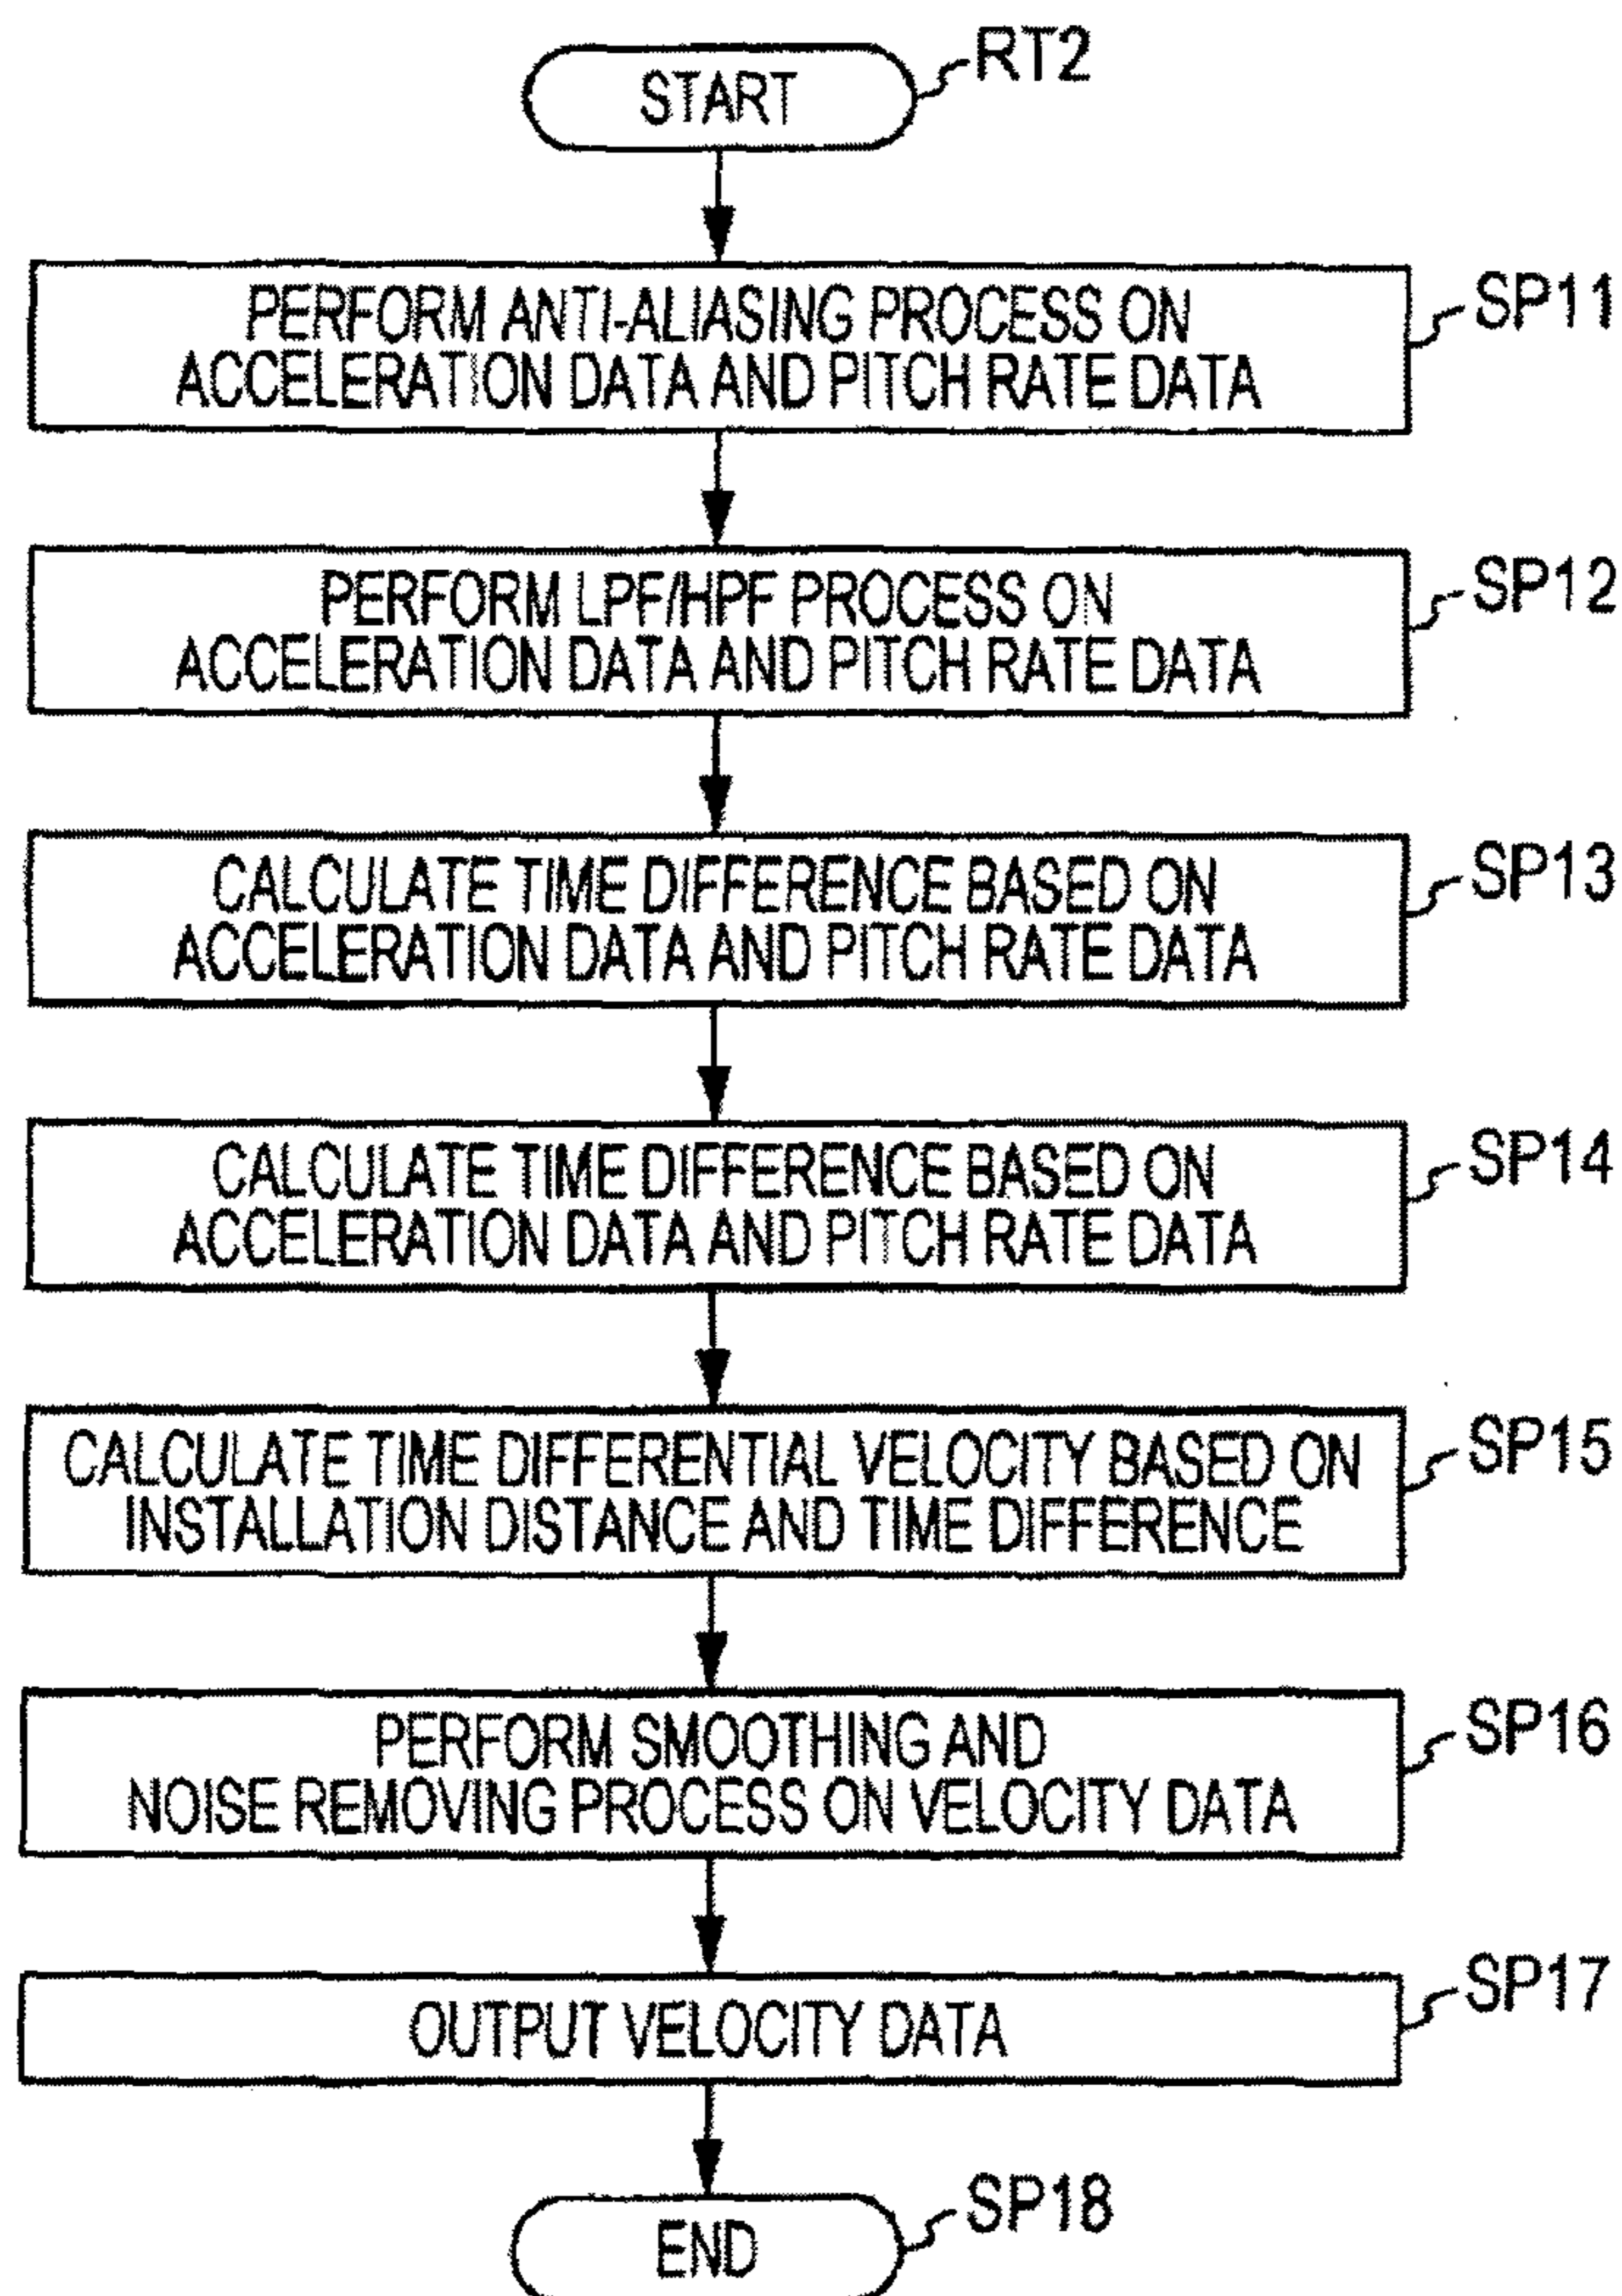 START
RT2
PERFORM ANTI-ALIASING PROCESS ON
ACCELERATION DATA AND PITCH RATE DATA
SP11
PERFORM LPF/HPF PROCESS ON
ACCELERATION DATA AND PITCH RATE DATA
SP12
CALCULATE TIME DIFFERENCE BASED ON
ACCELERATION DATA AND PITCH RATE DATA
SP13
CALCULATE TIME DIFFERENCE BASED ON
ACCELERATION DATA AND PITCH RATE DATA
SP14
CALCULATE TIME DIFFERENTIAL VELOCITY BASED ON
INSTALLATION DISTANCE AND TIME DIFFERENCE
SP15
PERFORM SMOOTHING AND
NOISE REMOVING PROCESS ON VELOCITY DATA
SP16
OUTPUT VELOCITY DATA
SP17
END
SP18